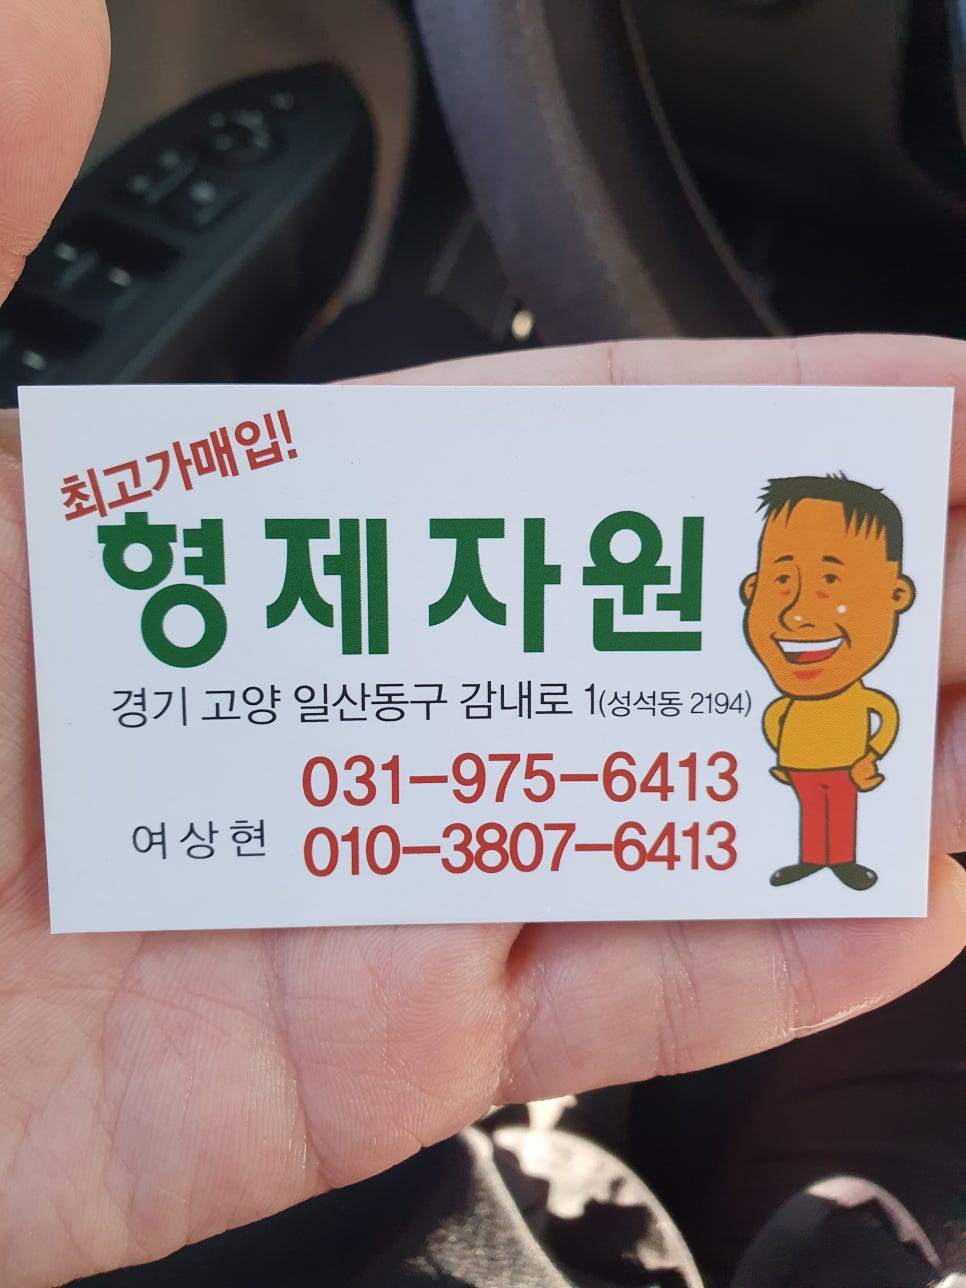 최고가매입!
형제자원
경기 고양 일산동구 감내로 1(성석동 2194)
031-975-6413
여상현 010-3807-6413